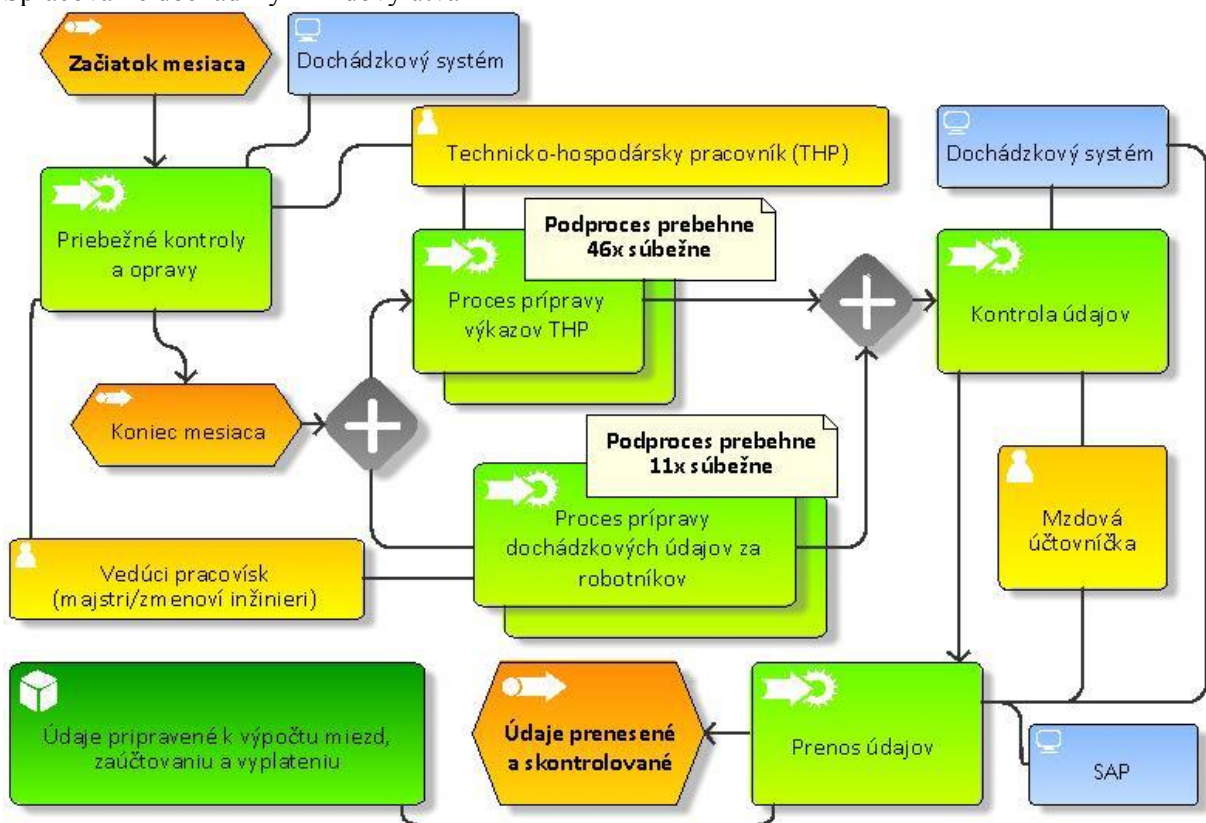 Začiatok mesiaca
Dochádzkový systém
Technicko-hospodársky pracovník (THP)
Dochádzkový systém
Priebežné kontroly
a opravy
Podproces prebehne
46x súbežne
Proces prípravy
výkazov THP
Kontrola údajov
Koniec mesiaca
Podproces prebehne
11x súbežne
Proces prípravy
dochádzkových údajov za
robotníkov
Mzdová
účtovníčka
Vedúci pracovísk
(majstri/zmenoví inžinieri)
Údaje pripravené k výpočtu miezd,
zaúčtovaniu a vyplateniu
Údaje prenesené
a skontrolované
Prenos údajov
SAP